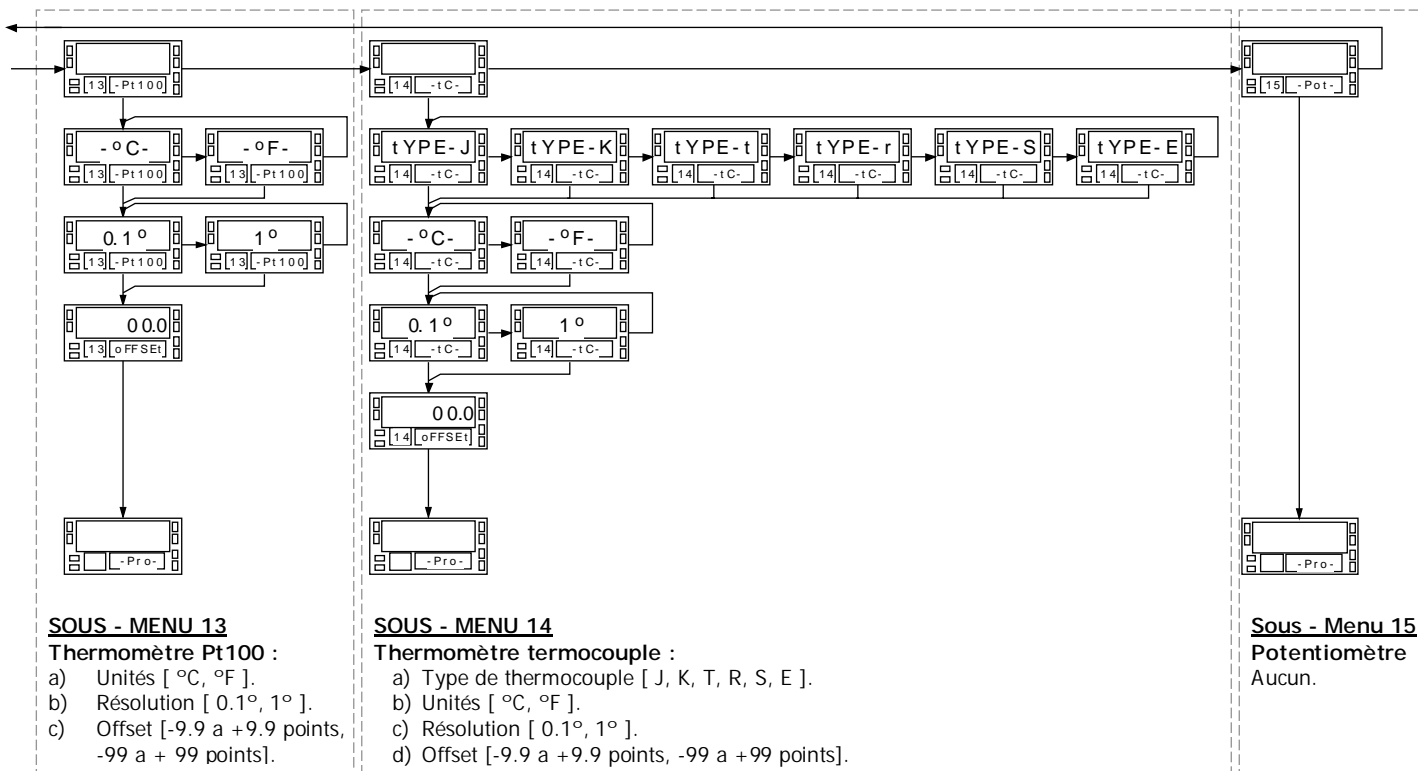 13 -Pt100
14 -tC-
15 -Pot-
-ºC-
13 -Pt100
-ºF-
13 -Pt100
tYPE-J
14 -tC-
tYPE-K
14 -tC-
tYPE-t
14 -tC-
tYPE-r
14 -tC-
tYPE-S
14 -tC-
tYPE-E
14 -tC-
0.1º
13 -Pt100
1º
13 -Pt100
-ºC-
14 -tC-
-ºF-
14 -tC-
00.0
13 oFFSEt
0.1º
14 -tC-
1º
14 -tC-
00.0
14 oFFSEt
-Pro-
-Pro-
-Pro-
SOUS - MENU 13
Thermomètre Pt100 :
a) Unités [ ºC, ºF ].
b) Résolution [ 0.1º, 1º ].
c) Offset [-9.9 a +9.9 points,
-99 a + 99 points].
SOUS - MENU 14
Thermomètre termocouple :
a) Type de thermocouple [ J, K, T, R, S, E ].
b) Unités [ ºC, ºF ].
c) Résolution [ 0.1º, 1º ].
d) Offset [-9.9 a +9.9 points, -99 a +99 points].
Sous - Menu 15
Potentiomètre
Aucun.